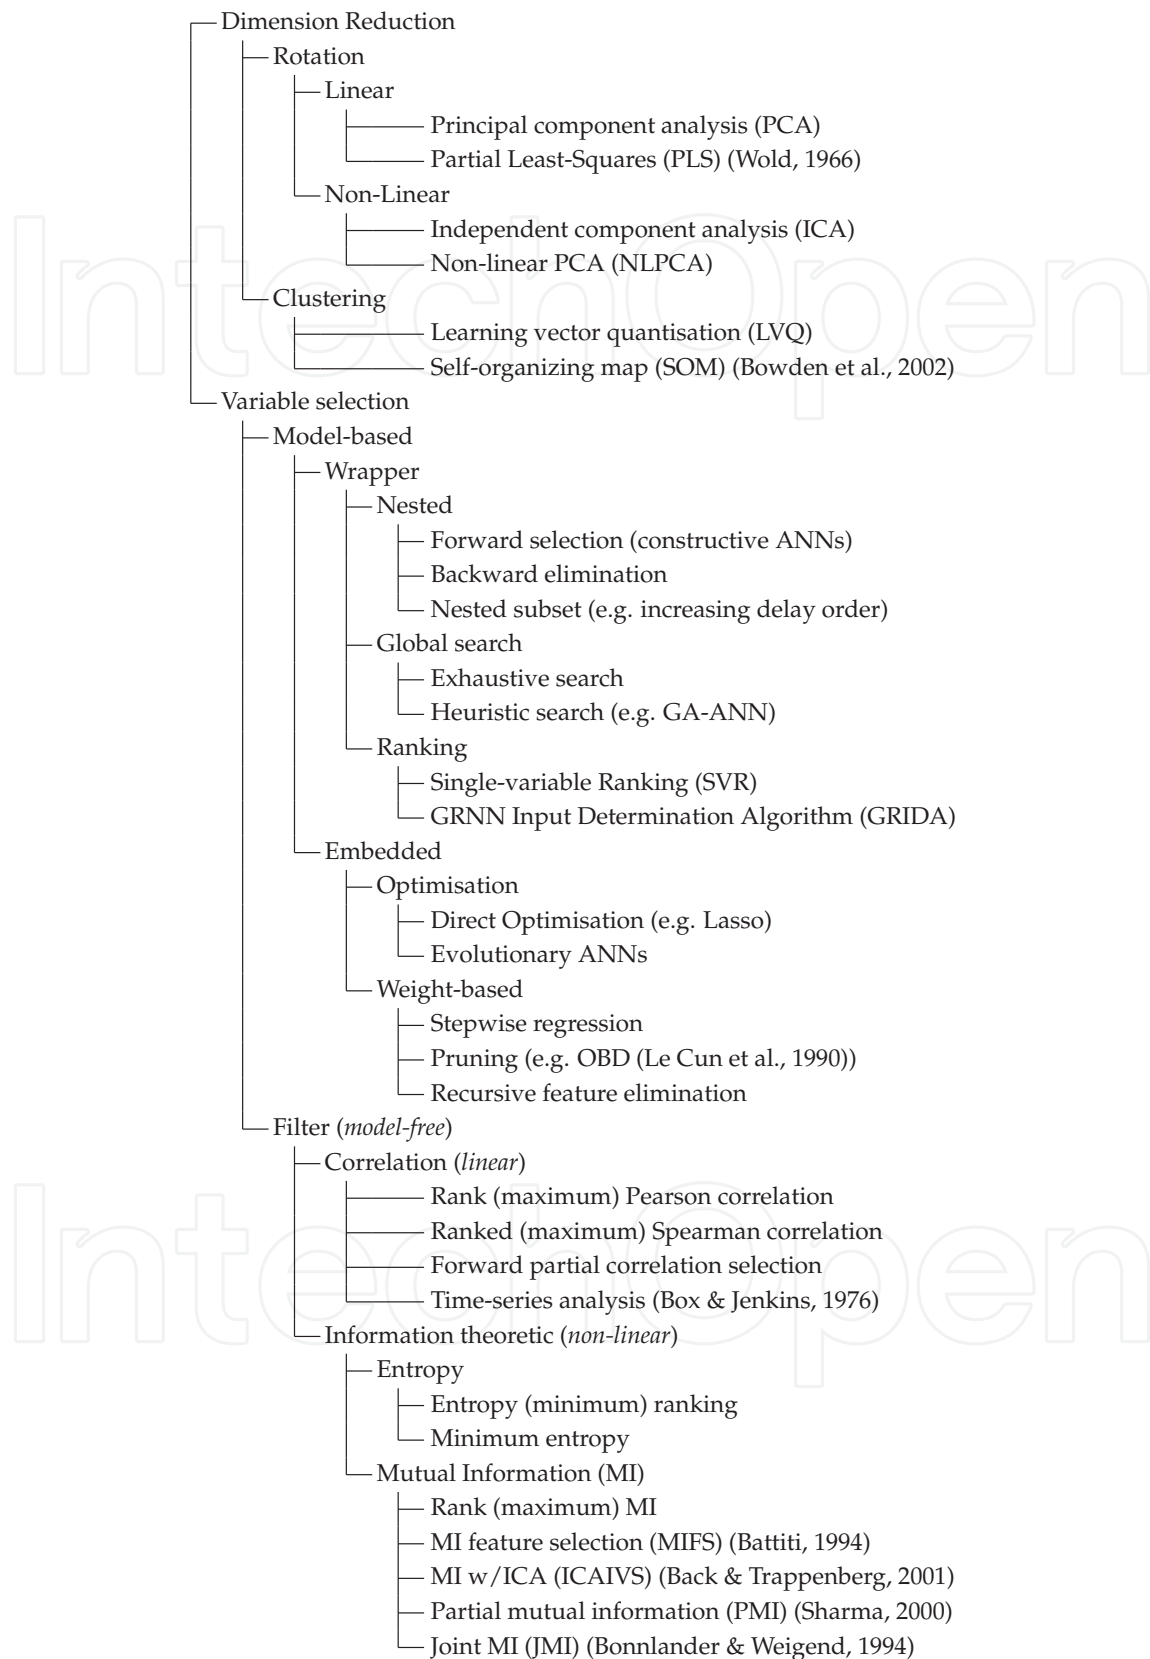 Dimension Reduction
Rotation
Linear
Principal component analysis (PCA)
Partial Least-Squares (PLS) (Wold, 1966)
Non-Linear
Independent component analysis (ICA)
Non-linear PCA (NLPCA)
Clustering
Learning vector quantisation (LVQ)
Self-organizing map (SOM) (Bowden et al., 2002)
Variable selection
Model-based
Wrapper
Nested
Forward selection (constructive ANNs)
Backward elimination
Nested subset (e.g. increasing delay order)
Global search
Exhaustive search
Heuristic search (e.g. GA-ANN)
Ranking
Single-variable Ranking (SVR)
GRNN Input Determination Algorithm (GRIDA)
Embedded
Optimisation
Direct Optimisation (e.g. Lasso)
Evolutionary ANNs
Weight-based
Stepwise regression
Pruning (e.g. OBD (Le Cun et al., 1990))
Recursive feature elimination
Filter (model-free)
Correlation (linear)
Rank (maximum) Pearson correlation
Ranked (maximum) Spearman correlation
Forward partial correlation selection
Time-series analysis (Box & Jenkins, 1976)
Information theoretic (non-linear)
Entropy
Entropy (minimum) ranking
Minimum entropy
Mutual Information (MI)
Rank (maximum) MI
MI feature selection (MIFS) (Battiti, 1994)
MI w/ICA (ICAIVS) (Back & Trappenberg, 2001)
Partial mutual information (PMI) (Sharma, 2000)
Joint MI (JMI) (Bonnlander & Weigend, 1994)
IntechOpen
IntechOpen